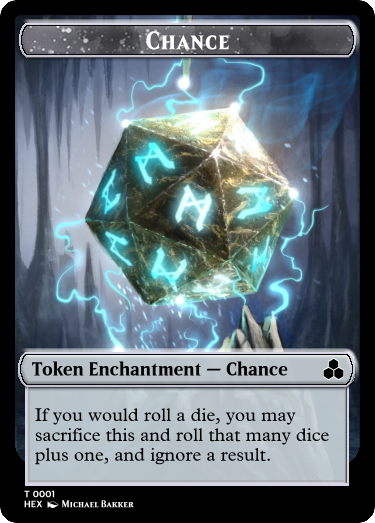 Chance
Token Enchantment — Chance
If you would roll a die, you may
sacrifice this and roll that many dice
plus one, and ignore a result.
T 0001
HEX Michael Bakker